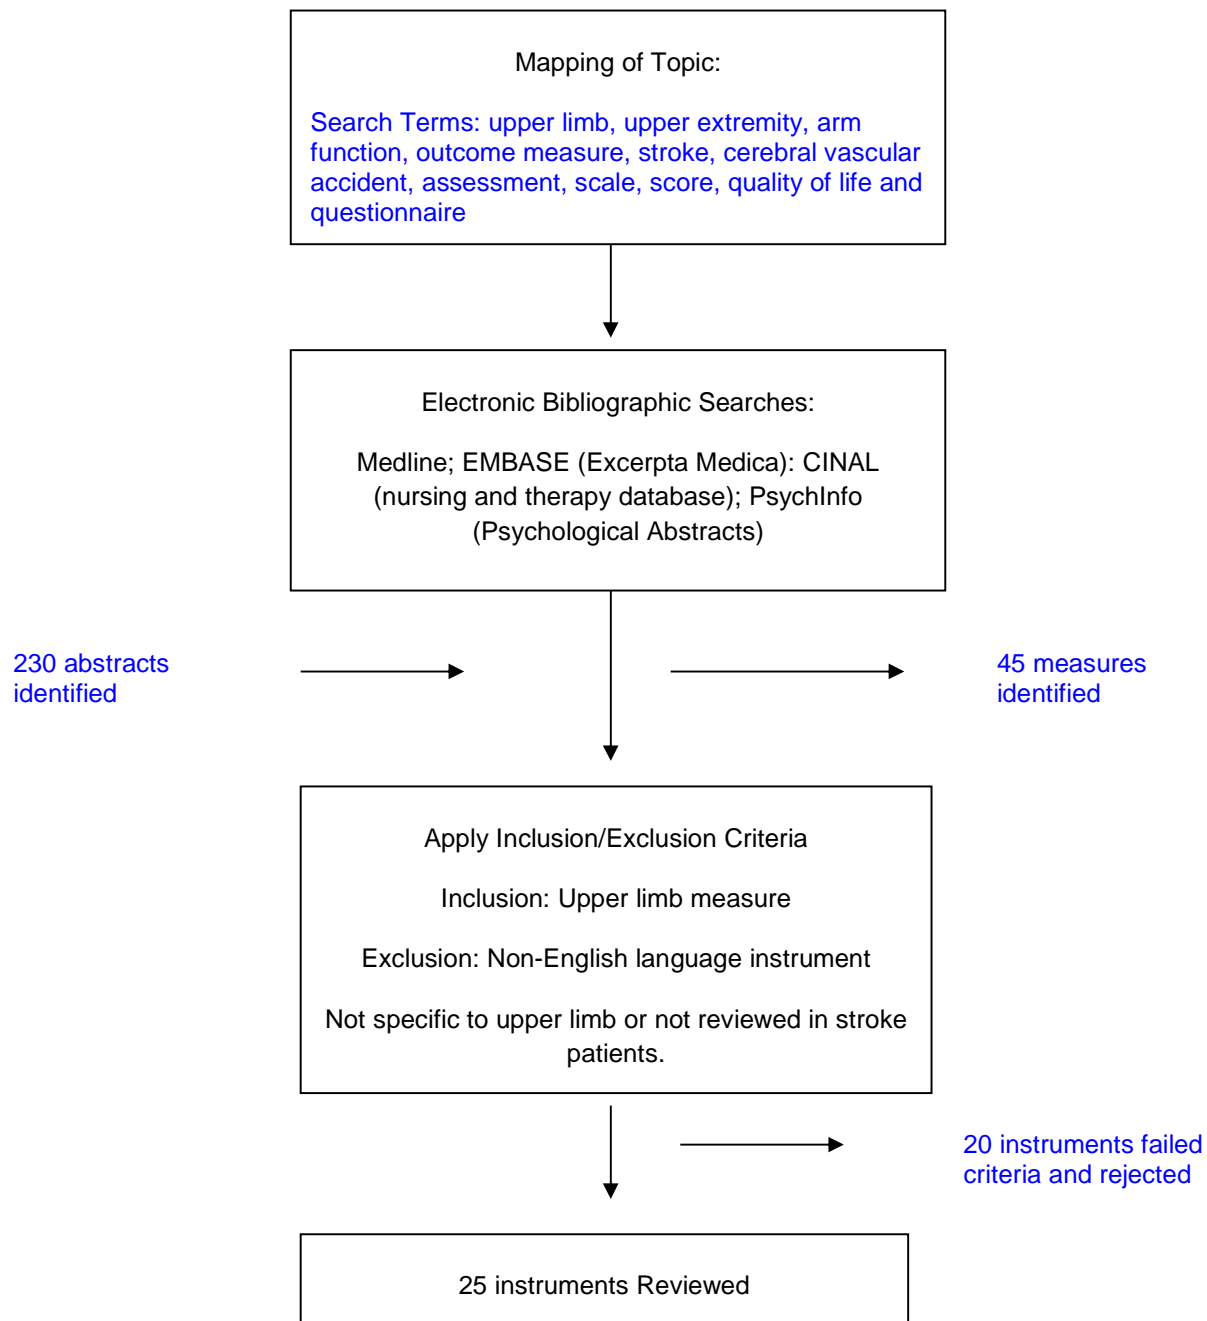 Mapping of Topic:
Search Terms: upper limb, upper extremity, arm
function, outcome measure, stroke, cerebral vascular
accident, assessment, scale, score, quality of life and
questionnaire
Electronic Bibliographic Searches:
Medline; EMBASE (Excerpta Medica): CINAL
(nursing and therapy database); PsychInfo
(Psychological Abstracts)
230 abstracts
identified
45 measures
identified
Apply Inclusion/Exclusion Criteria
Inclusion: Upper limb measure
Exclusion: Non-English language instrument
Not specific to upper limb or not reviewed in stroke
patients.
20 instruments failed
criteria and rejected
25 instruments Reviewed